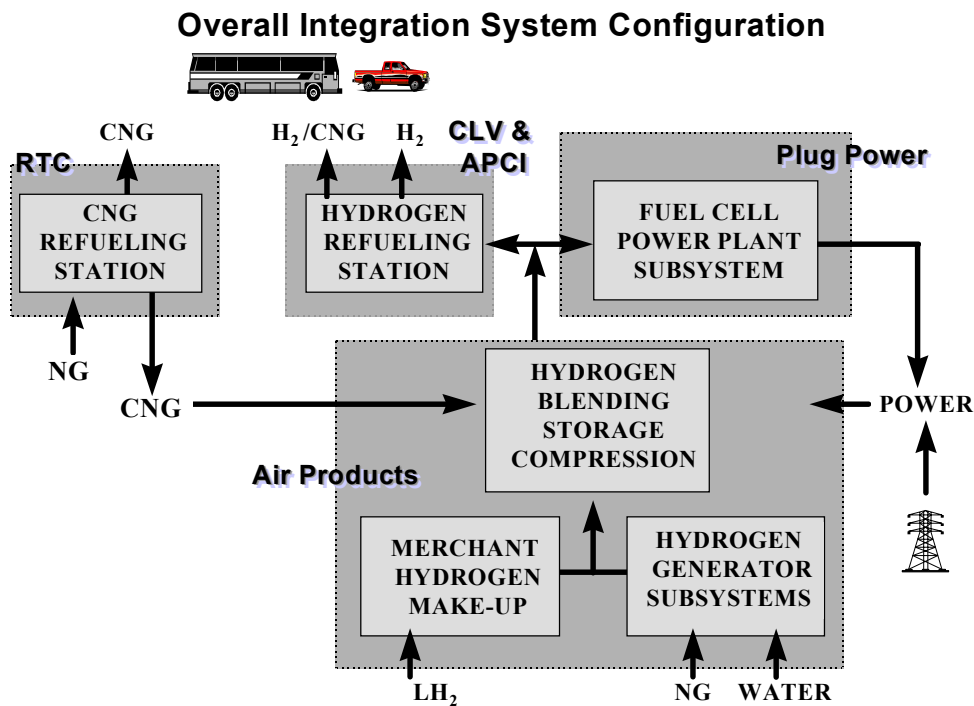 Overall Integration System Configuration
CNG
H2/CNG
H2
CLV &
APCI
RTC
Plug Power
CNG
REFUELING
STATION
HYDROGEN
REFUELING
STATION
FUEL CELL
POWER PLANT
SUBSYSTEM
NG
CNG
HYDROGEN
BLENDING
STORAGE
COMPRESSION
POWER
Air Products
MERCHANT
HYDROGEN
MAKE-UP
HYDROGEN
GENERATOR
SUBSYSTEMS
LH2
NG
WATER